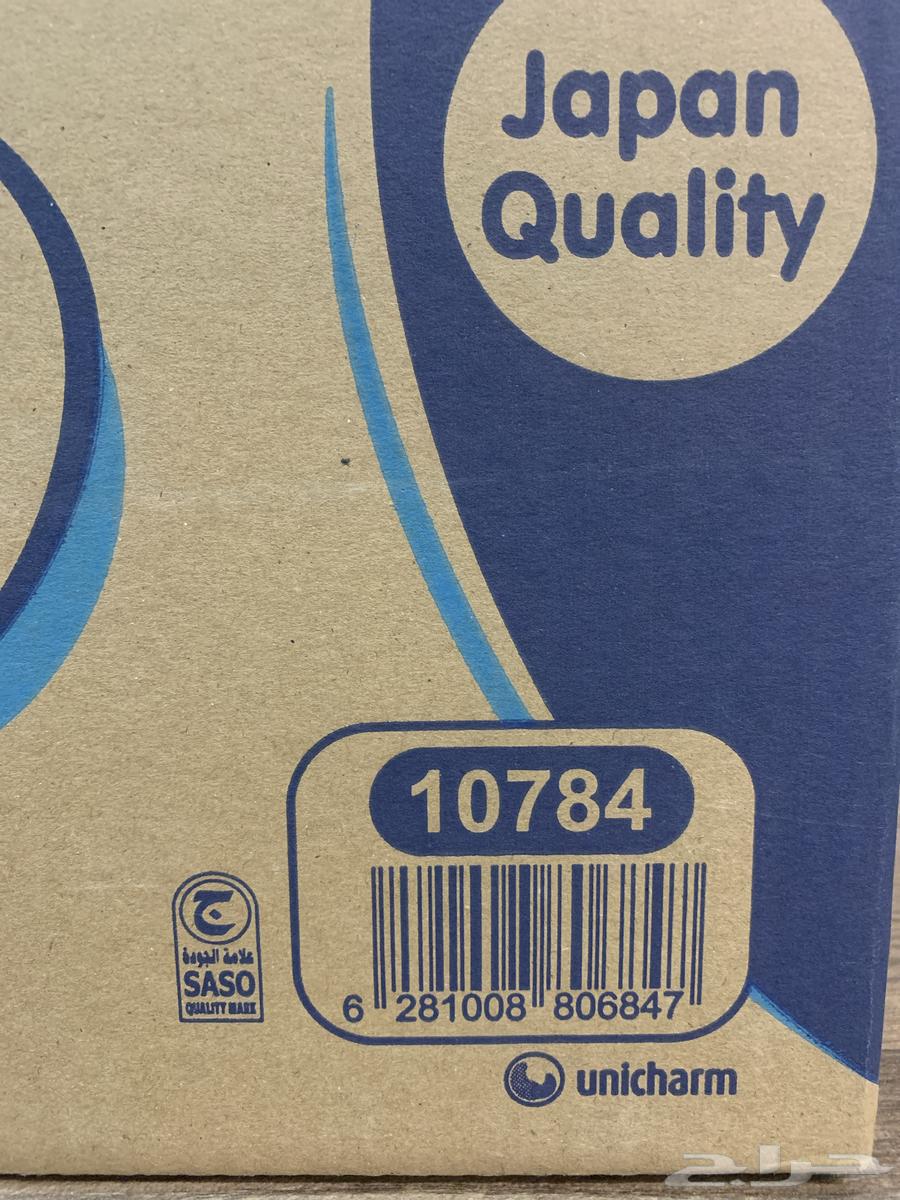 Japan
Quality
10784
ج
علامة الجودة
SASO
QUALITY MARK
6 281008 806847
unicharm
حراج